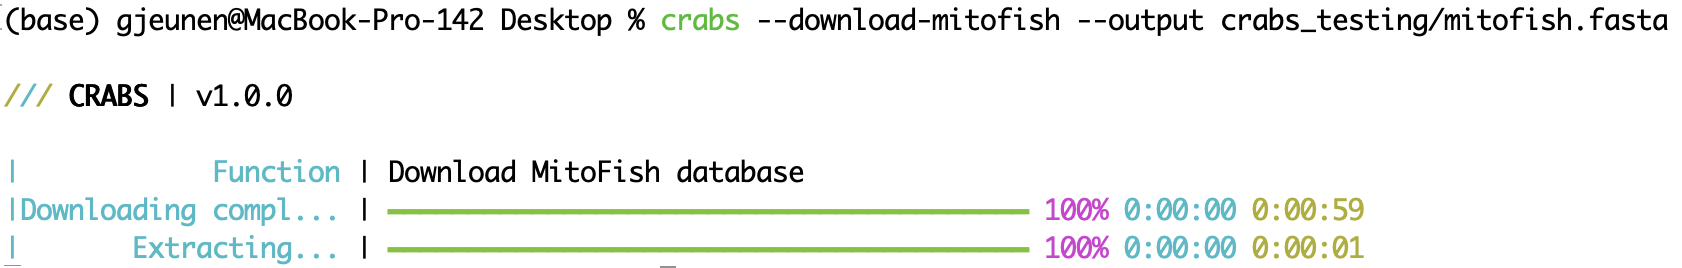 (base) gjeunen@MacBook-Pro-142 Desktop % crabs --download-mitofish --output crabs_testing/mitofish.fasta
/// CRABS | v1.0.0
| Function | Download MitoFish database
|Downloading compl... | 100% 0:00:00 0:00:59
| Extracting... | 100% 0:00:00 0:00:01